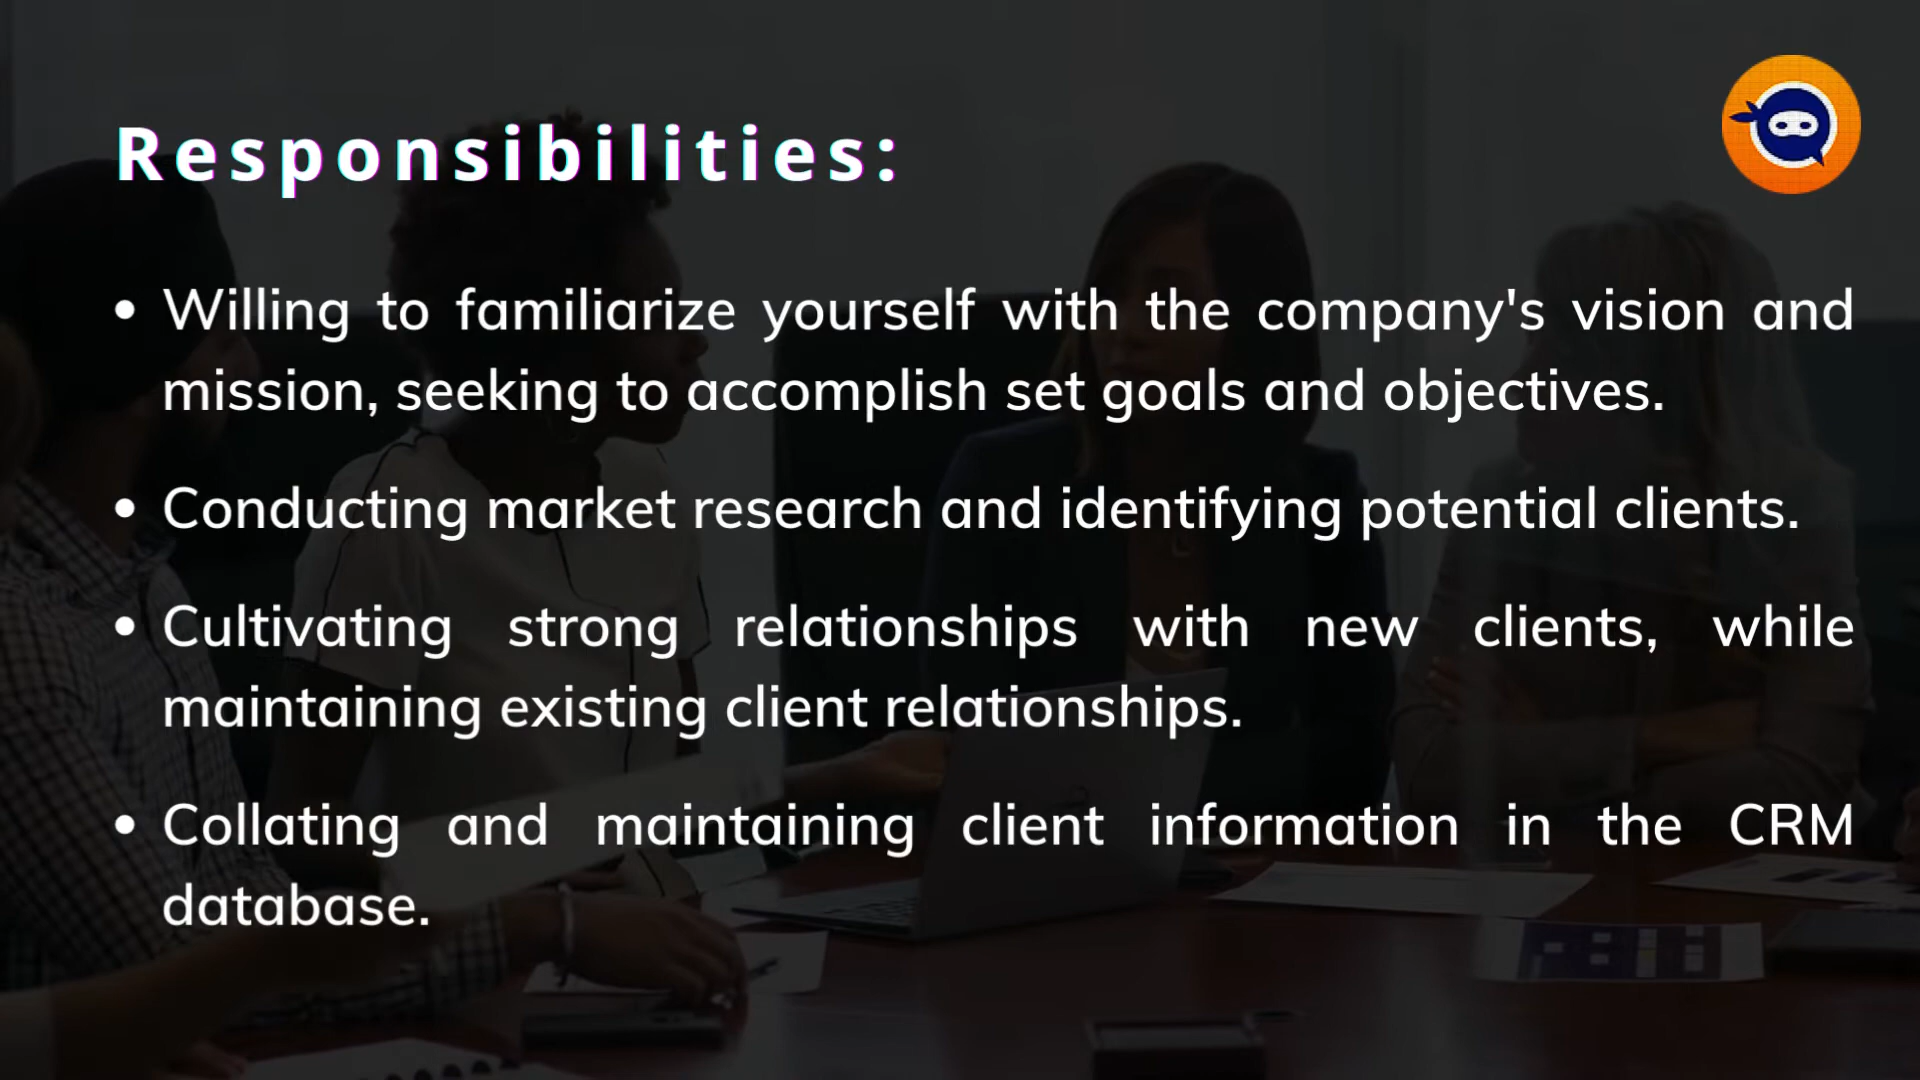 Responsibilities:
• Willing to familiarize yourself with the company's vision and
mission, seeking to accomplish set goals and objectives.
• Conducting market research and identifying potential clients.
• Cultivating strong relationships with new clients, while
maintaining existing client relationships.
• Collating and maintaining client information in the CRM
database.